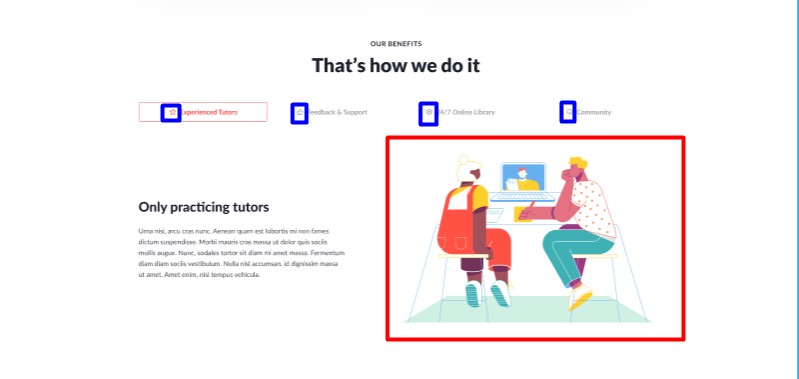 OUR BENEFITS
That's how we do it
Experienced Tutors
Feedback & Support
24/7 Online Library
Community
Only practicing tutors
Urna nisi, arcu cras nunc. Aenean quam est lobortis mi non fames
dictum suspendisse. Morbi mauris cras massa ut dolor quis sociis
mollis augue. Nunc, sodales tortor sit diam mi amet massa. Fermentum
diam diam sociis vestibulum. Nulla nisl accumsan, id dignissim massa
ut amet. Amet enim, nisi tempus vehicula.